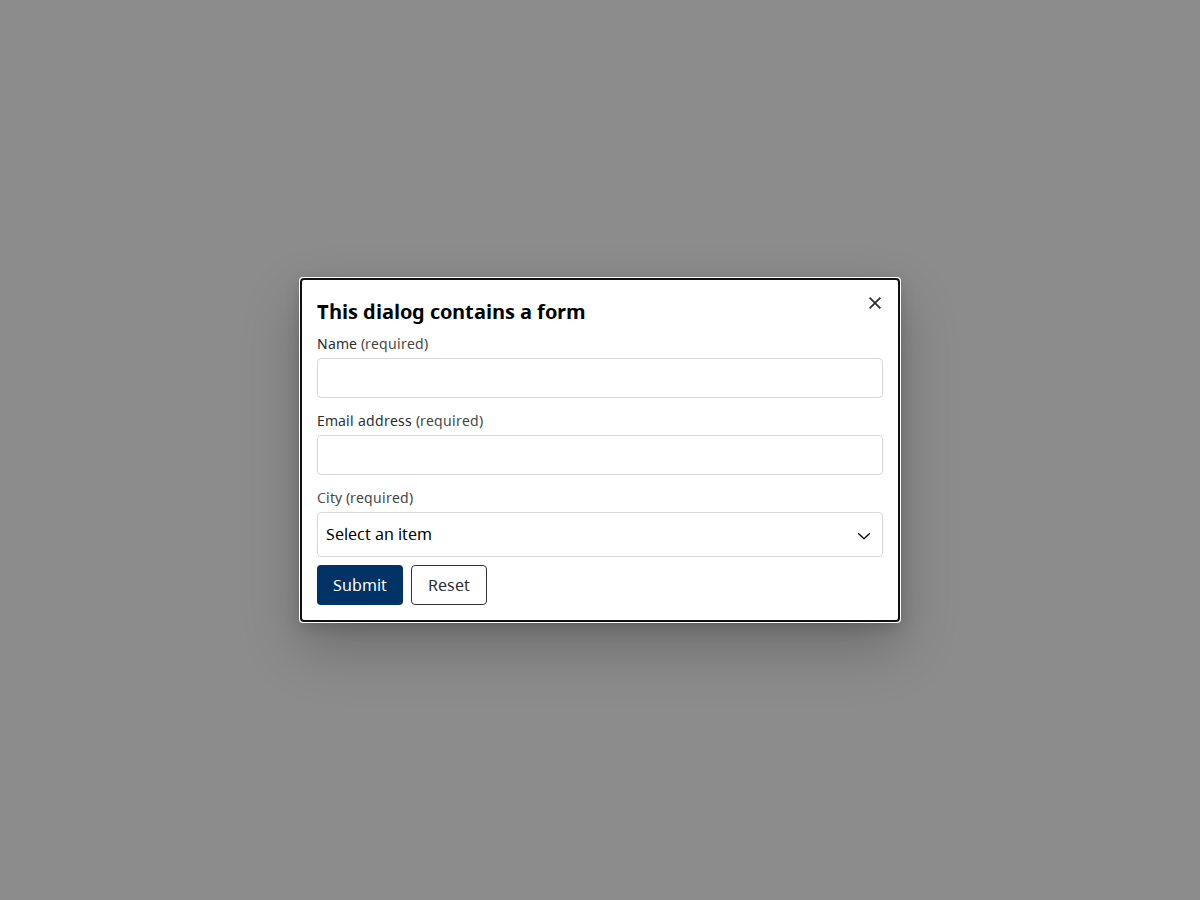 This dialog contains a form
Name (required)
Email address (required)
City (required)
Select an item
Submit Reset